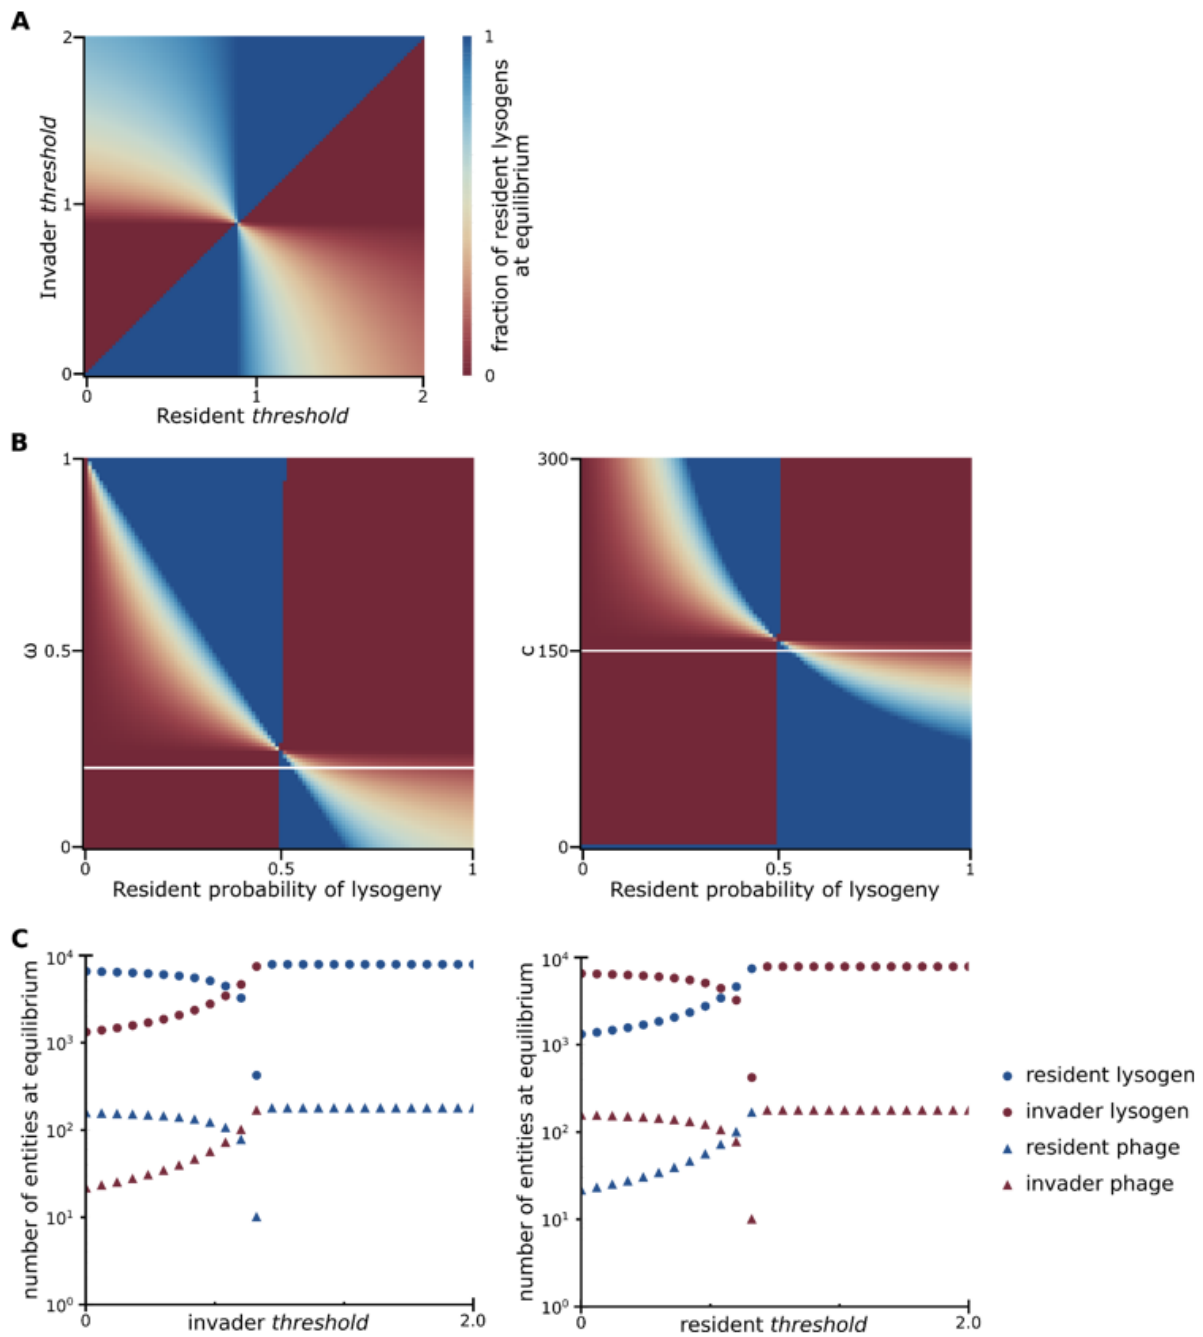 A
2
1
0
Invader threshold
0
1
2
Resident threshold
1
0
fraction of resident lysogens
at equilibrium
B
1
0.5
0
ω
0
0.5
1
Resident probability of lysogeny
300
150
0
c
0
0.5
1
Resident probability of lysogeny
C
10⁴
10³
10²
10¹
10⁰
number of entities at equilibrium
0
2.0
invader threshold
10⁴
10³
10²
10¹
10⁰
number of entities at equilibrium
0
2.0
resident threshold
resident lysogen
invader lysogen
resident phage
invader phage